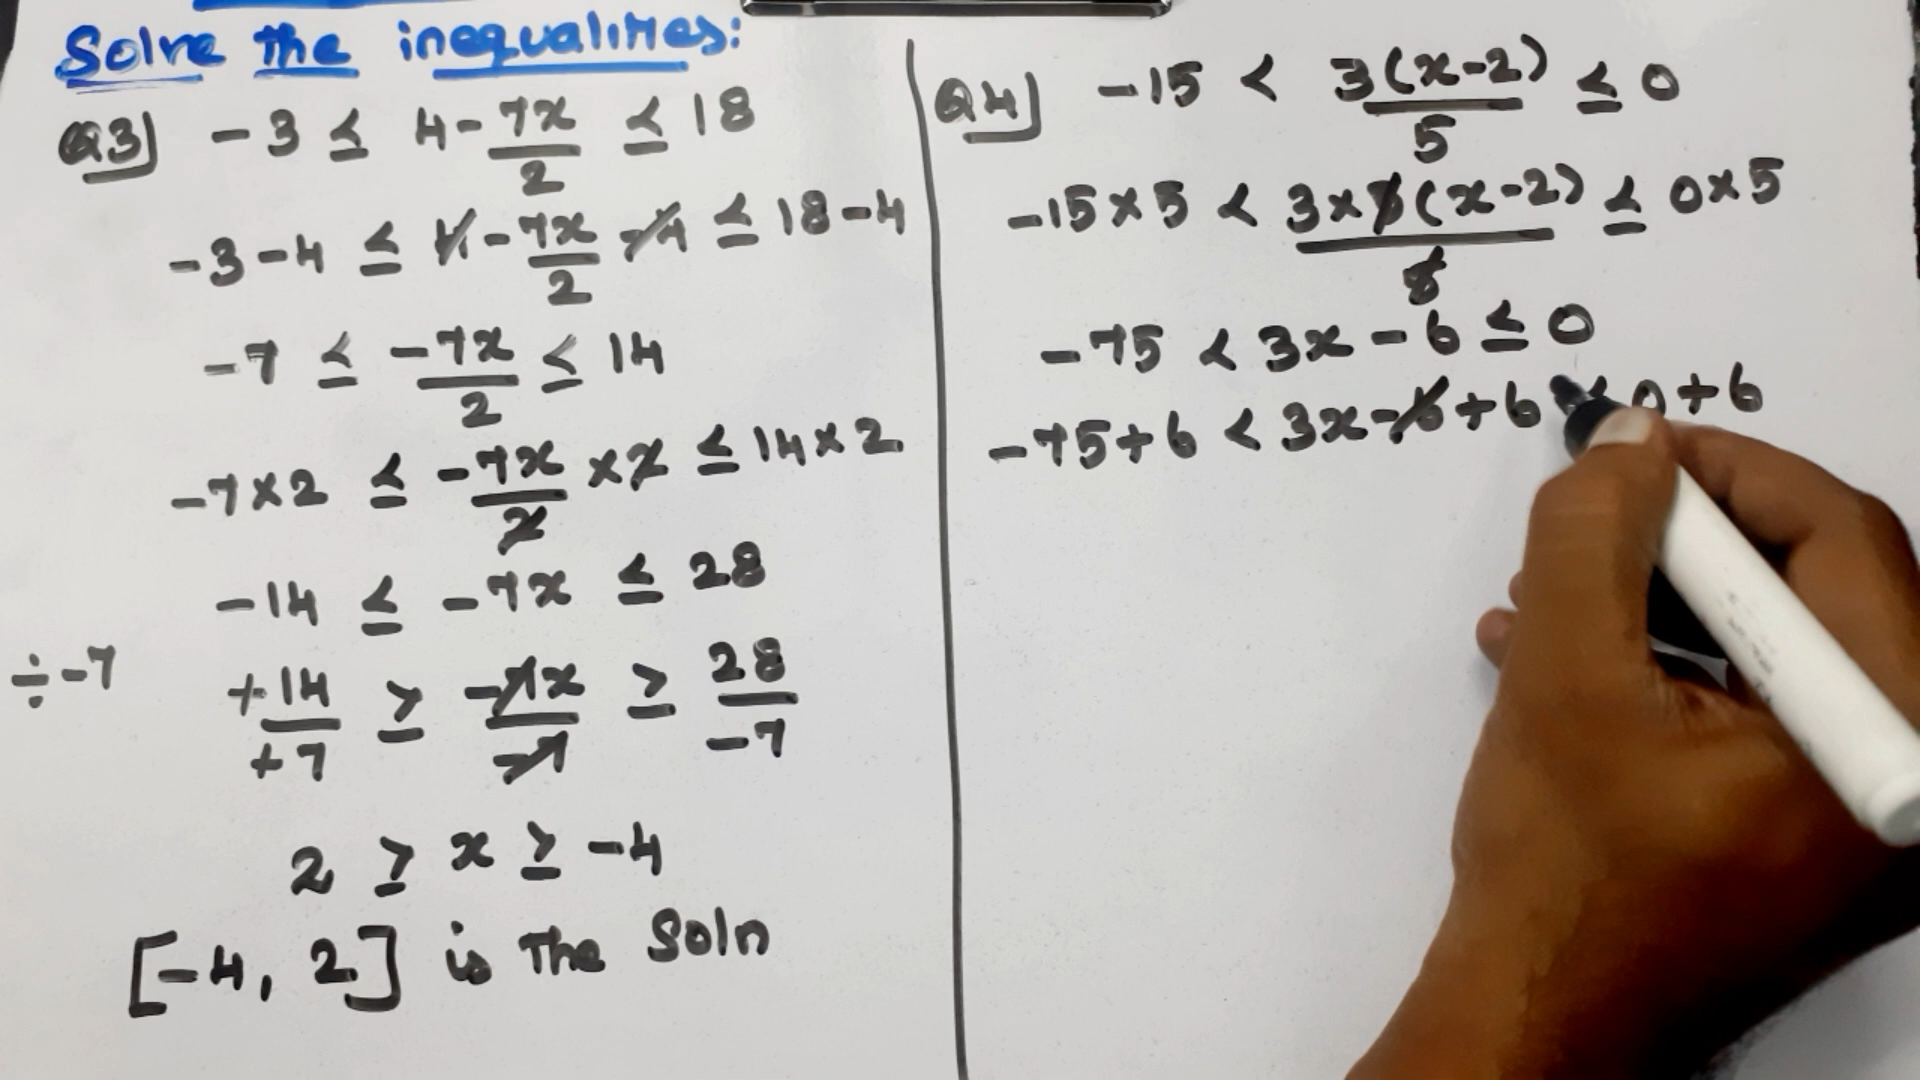 Solve the inequalities:
Q3) -3 ≤ 4 - 7x/2 ≤ 18
-3-4 ≤ 4 - 7x/2 - 4 ≤ 18-4
-7 ≤ -7x/2 ≤ 14
-7×2 ≤ -7x/2 ×2 ≤ 14×2
-14 ≤ -7x ≤ 28
÷-7
+14/+7 ≥ -7x/-7 ≥ 28/-7
2 ≥ x ≥ -4
[-4, 2] is the Soln
Q4) -15 < 3(x-2)/5 ≤ 0
-15×5 < 3×5(x-2)/5 ≤ 0×5
-75 < 3x - 6 ≤ 0
-75+6 < 3x-6+6 ≤ 0+6